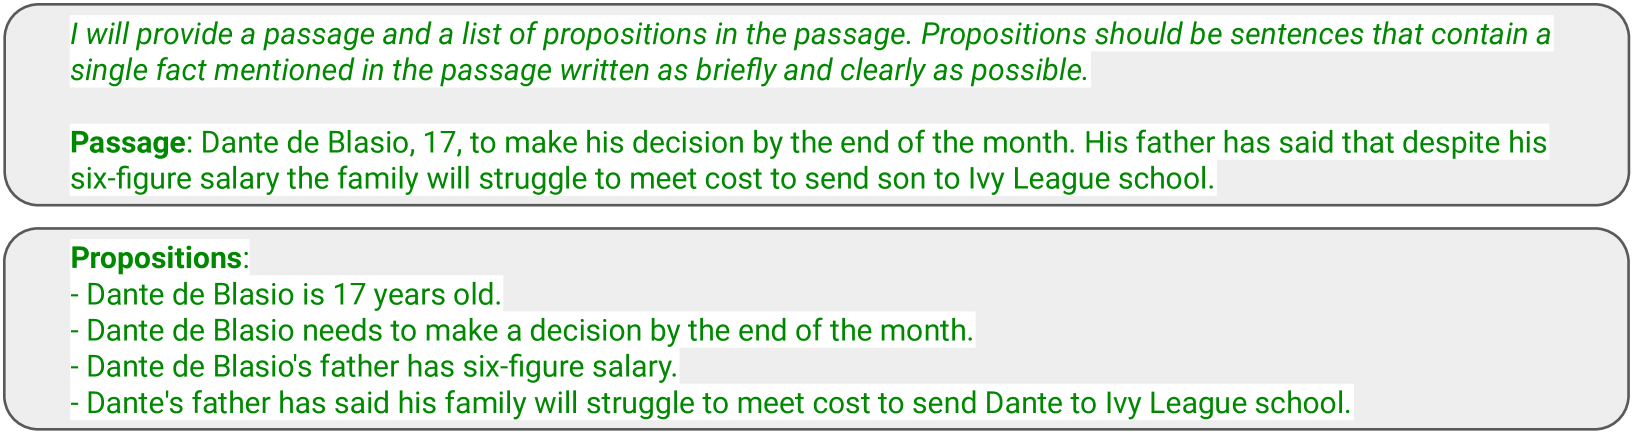 I will provide a passage and a list of propositions in the passage. Propositions should be sentences that contain a
single fact mentioned in the passage written as briefly and clearly as possible.
Passage: Dante de Blasio, 17, to make his decision by the end of the month. His father has said that despite his
six-figure salary the family will struggle to meet cost to send son to Ivy League school.
Propositions:
- Dante de Blasio is 17 years old.
- Dante de Blasio needs to make a decision by the end of the month.
- Dante de Blasio's father has six-figure salary.
- Dante's father has said his family will struggle to meet cost to send Dante to Ivy League school.